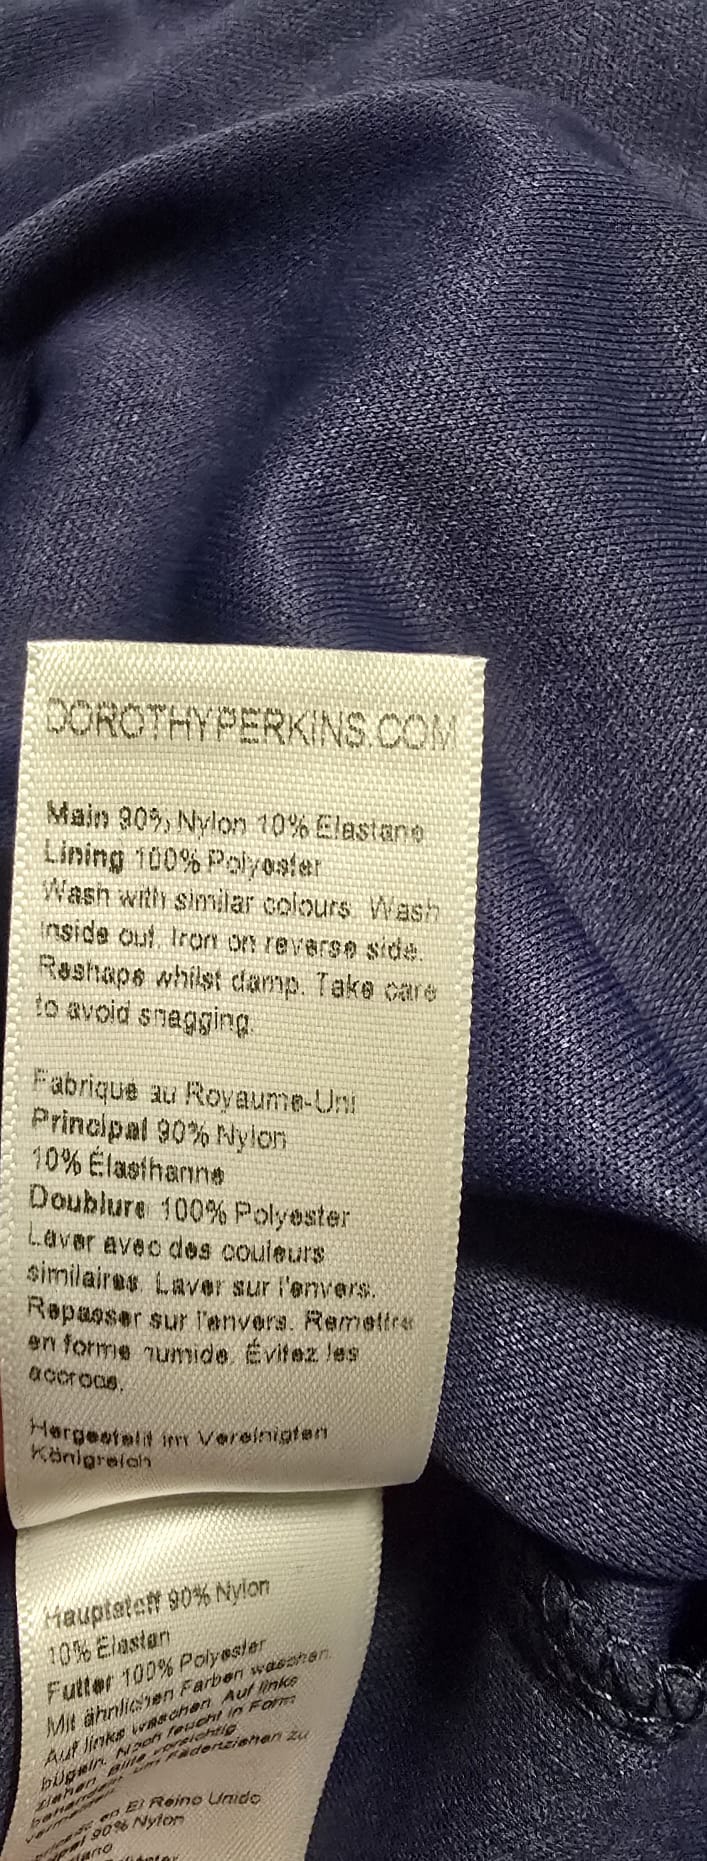 DOROTHYPERKINS.COM
Main 90% Nylon 10% Elastane
Lining 100% Polyester
Wash with similar colours. Wash
inside out. Iron on reverse side.
Reshape whilst damp. Take care
to avoid snagging.
Fabrique au Royaume-Uni
Principal 90% Nylon
10% Élasthanne
Doublure 100% Polyester
Laver avec des couleurs
similaires. Laver sur l'envers.
Repasser sur l'envers. Remettre
en forme humide. Évitez les
accrocs.
Hergestellt im Vereinigten
Königreich
Hauptstoff 90% Nylon
10% Elastan
Futter 100% Polyester
Mit ähnlichen Farben waschen.
Auf links waschen. Auf links
bügeln. Noch feucht in Form
ziehen. Bitte vorsichtig
um Fadenziehen zu
en El Reino Unido
90% Nylon